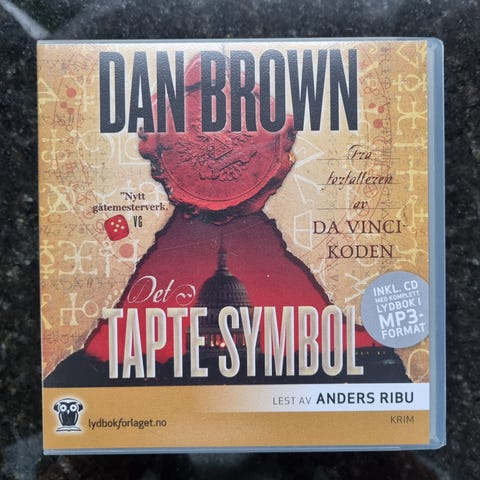 DAN BROWN
"Nytt
gåtemesterverk."
VG
Fra
forfatteren
av
DA VINCI-
KODEN
Det
TAPTE SYMBOL
INKL. CD
MED KOMPLETT
LYDBOK I
MP3-
FORMAT
LEST AV ANDERS RIBU
lydbokforlaget.no
KRIM